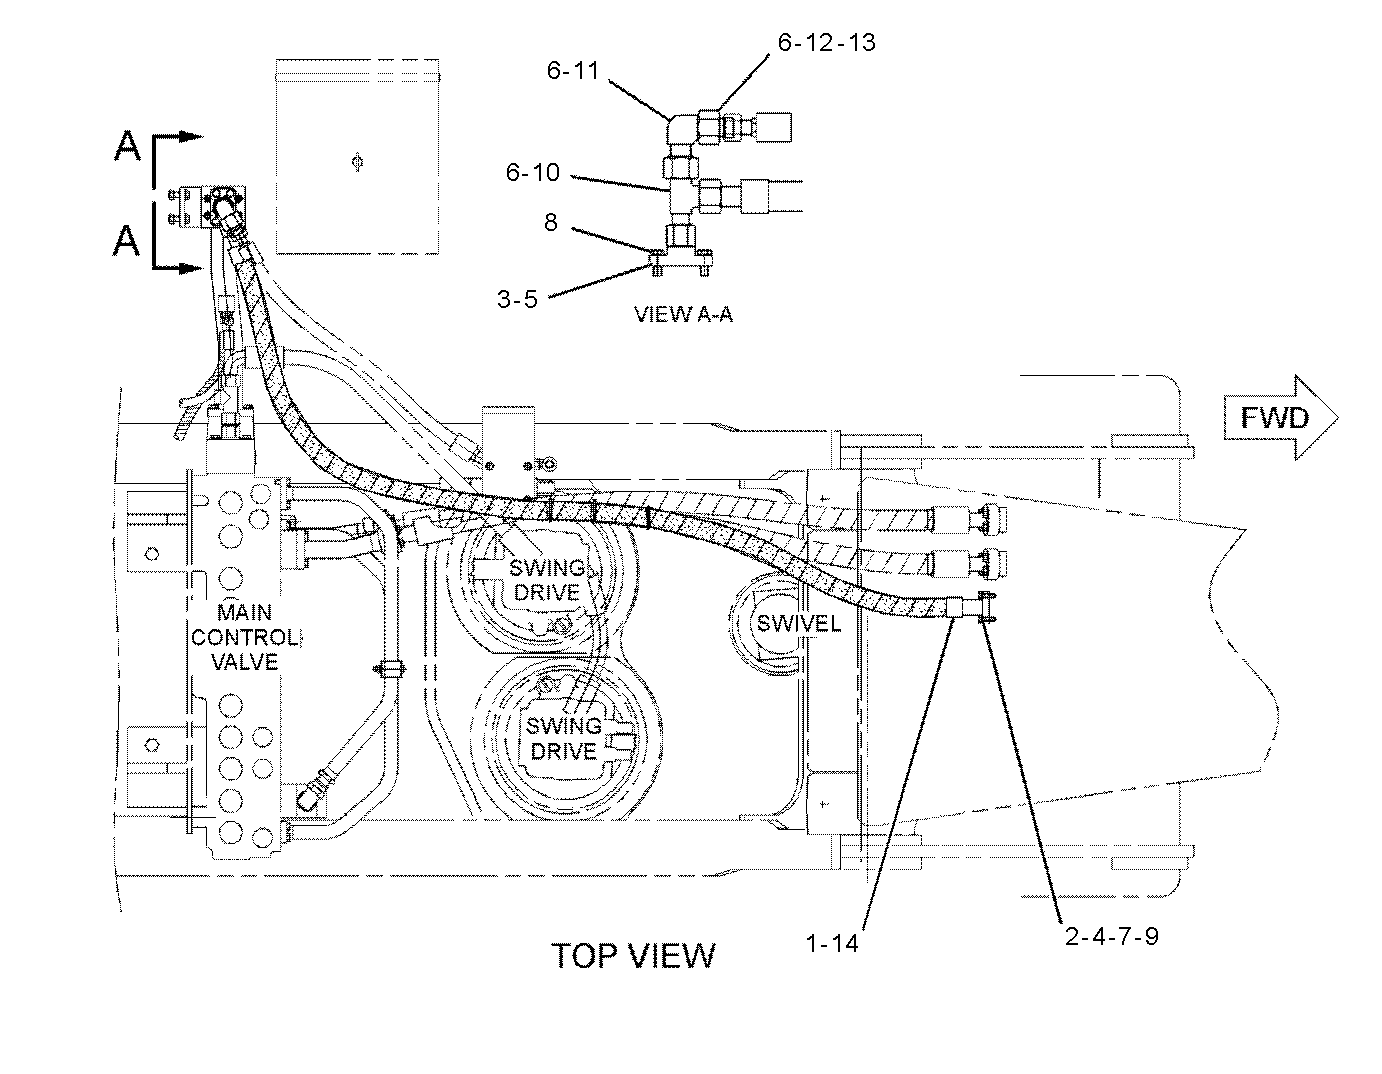 6-12-13
6-11
A
6-10
8
A
3-5
VIEW A-A
FWD
SWING
DRIVE
MAIN
CONTROL
VALVE
SWIVEL
SWING
DRIVE
1-14
2-4-7-9
TOP VIEW